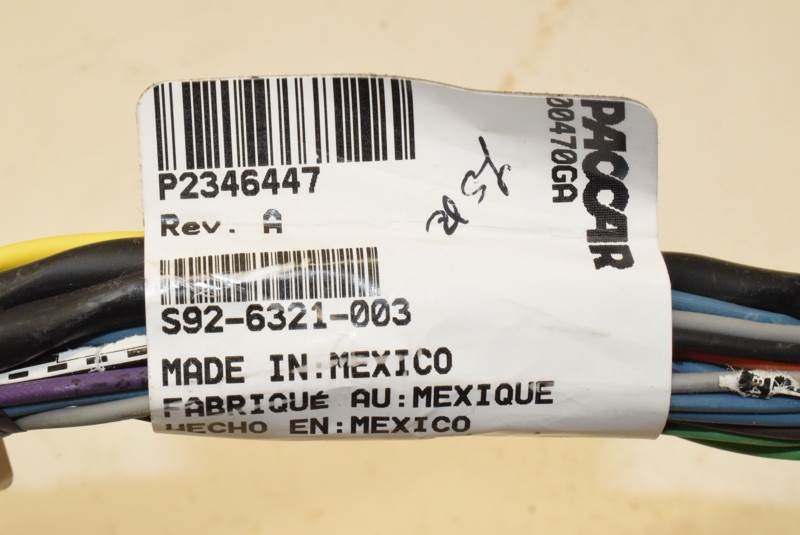 P2346447
Rev. A
S92-6321-003
MADE IN:MEXICO
FABRIQUÉ AU:MEXIQUE
HECHO EN:MEXICO
PACCAR
00470GA